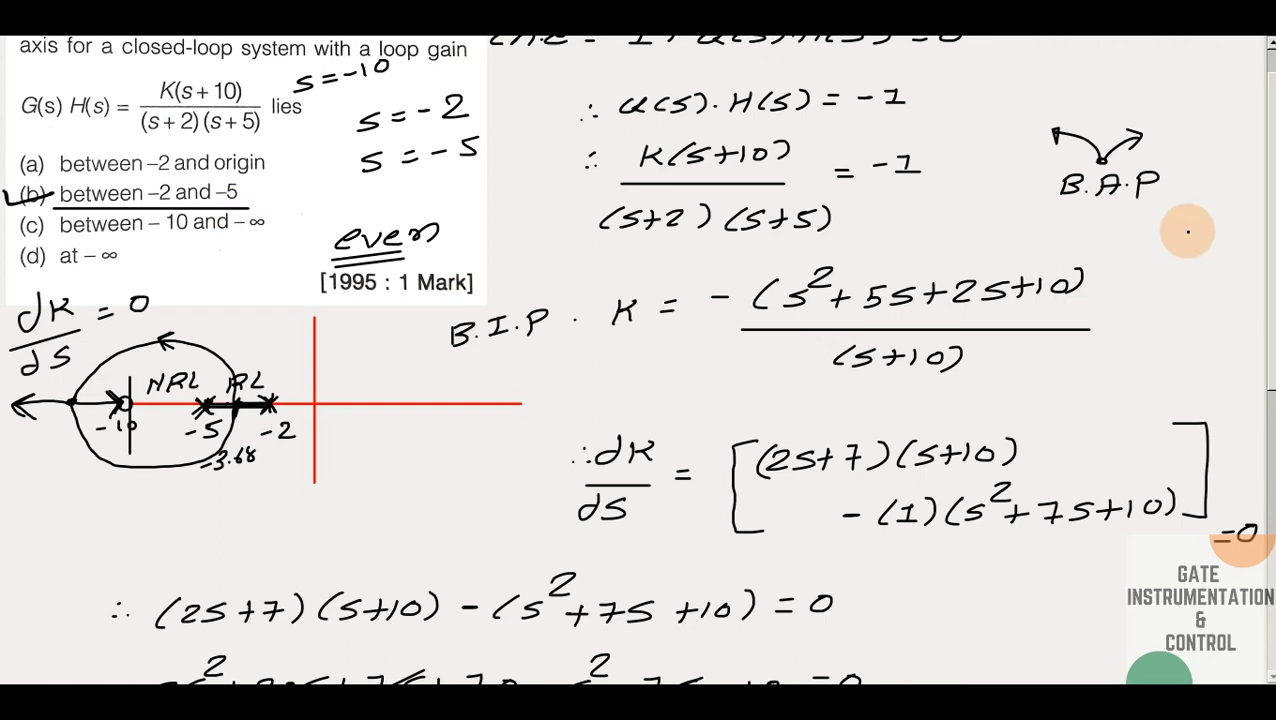 axis for a closed-loop system with a loop gain
G(s) H(s) = K(s + 10) / (s + 2) (s + 5) lies
(a) between –2 and origin
(b) between –2 and –5
(c) between – 10 and – ∞
(d) at – ∞
[1995 : 1 Mark]
s = -10
s = -2
s = -5
even
dK/ds = 0
NRL RL
-10 -5 -2
-3.68
B.I.P.
∴ G(s). H(s) = -1
∴ K(s+10) / (s+2) (s+5) = -1
B.A.P
K = - (s²+5s+2s+10) / (s+10)
∴ dK/ds = [(2s+7)(s+10)
- (1)(s²+7s+10)] =0
∴ (2s+7)(s+10) - (s²+7s+10) = 0
GATE
INSTRUMENTATION
&
CONTROL